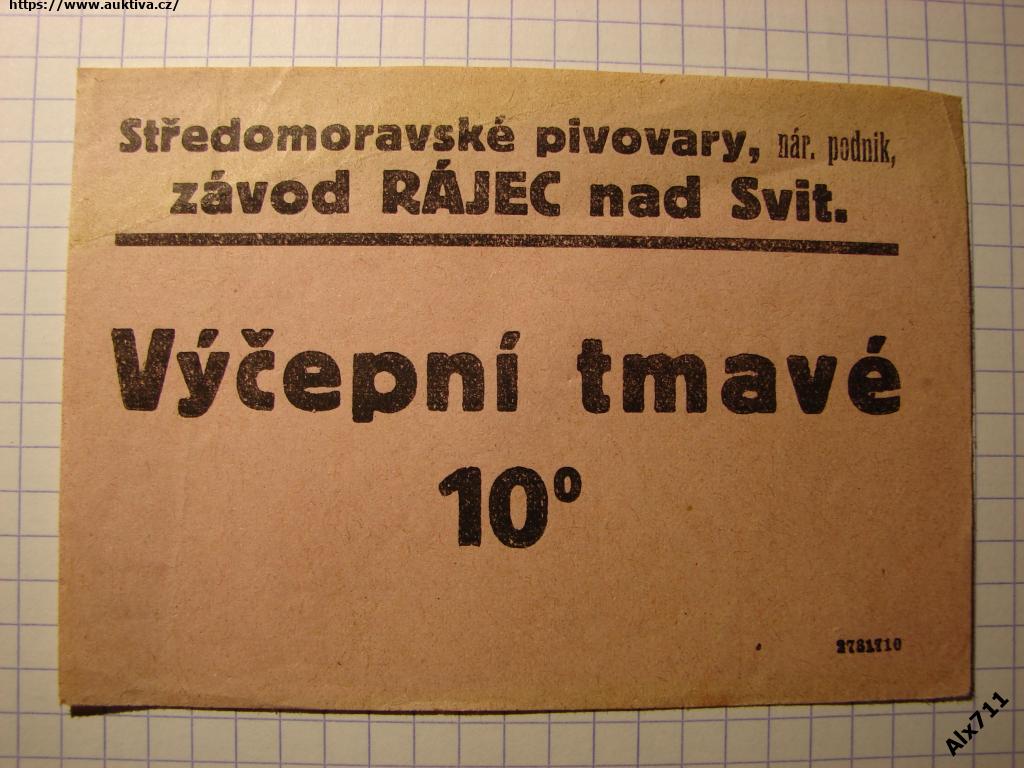 https://www.auktiva.cz/
Středomoravské pivovary, nár. podnik,
závod RÁJEC nad Svit.
Výčepní tmavé
10°
2781710
Alx711